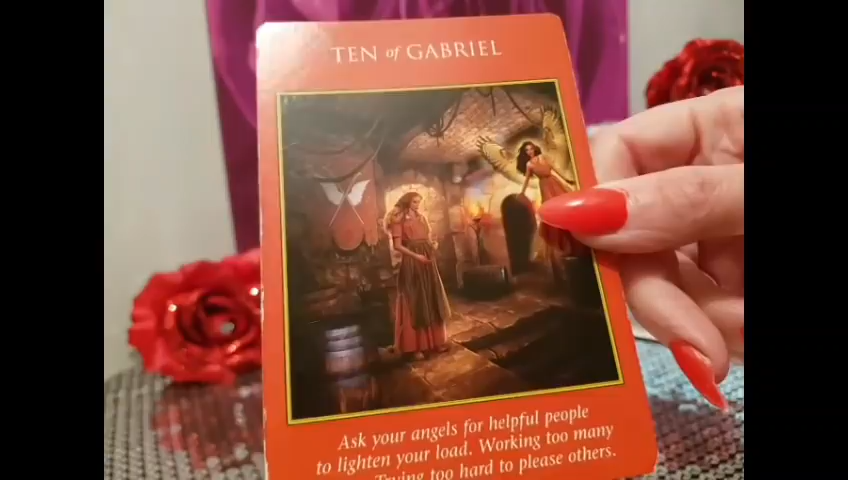 TEN of GABRIEL
Ask your angels for helpful people
to lighten your load. Working too many
Trying too hard to please others.